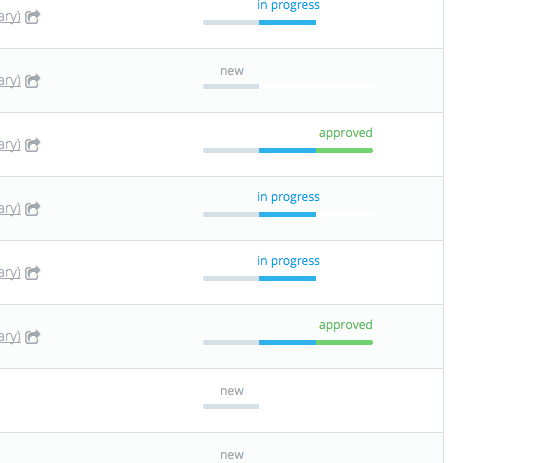 in progress
ary)
new
ary)
approved
ary)
in progress
ary)
in progress
ary)
approved
ary)
new
new